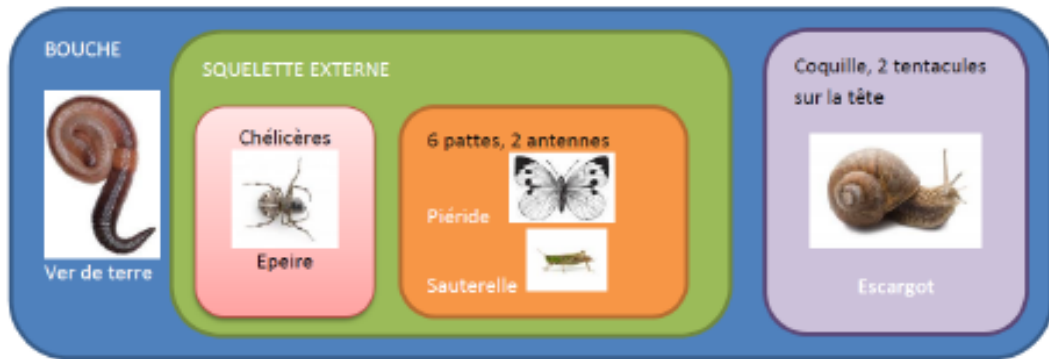 BOUCHE
Ver de terre
SQUELETTE EXTERNE
Chélicères
Epeire
6 pattes, 2 antennes
Piéride
Sauterelle
Coquille, 2 tentacules
sur la tête
Escargot